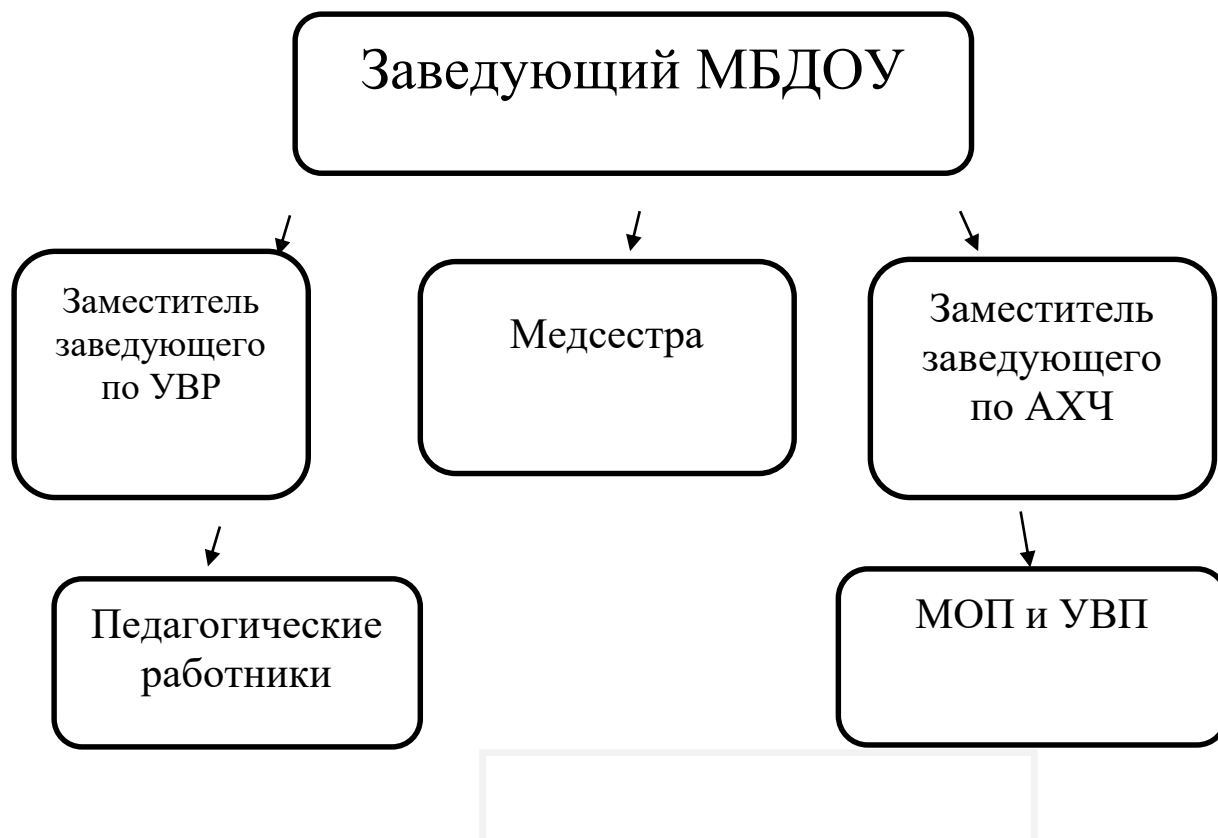 Заведующий МБДОУ
Заместитель
заведующего
по УВР
Медсестра
Заместитель
заведующего
по АХЧ
Педагогические
работники
МОП и УВП